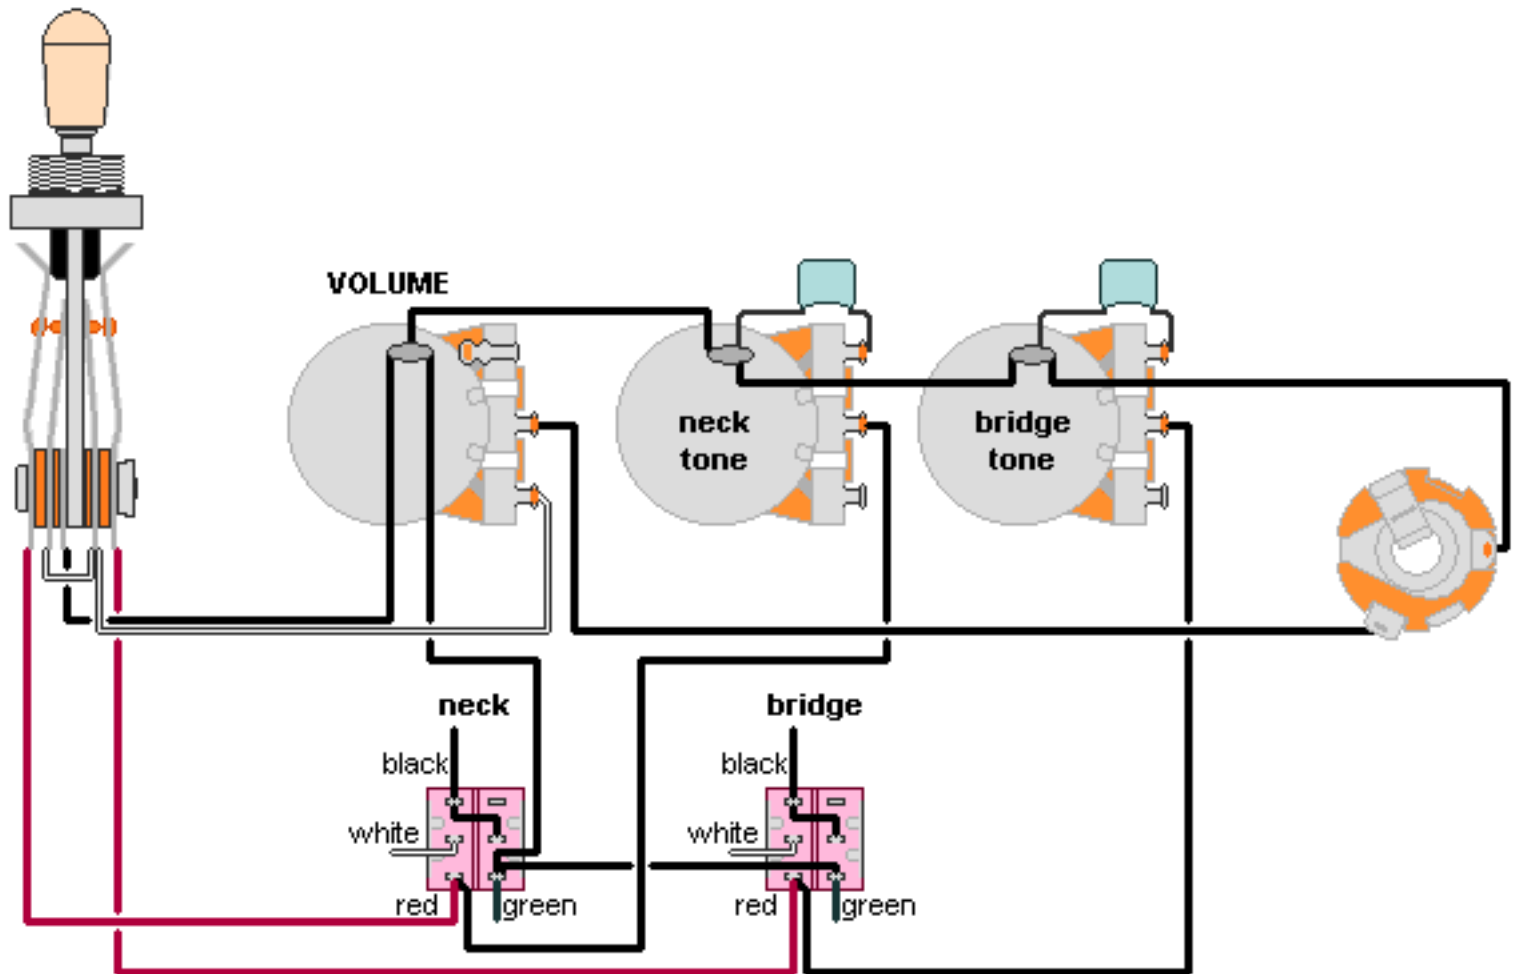 VOLUME
neck
tone
bridge
tone
neck
bridge
black
black
white
white
red
green
red
green